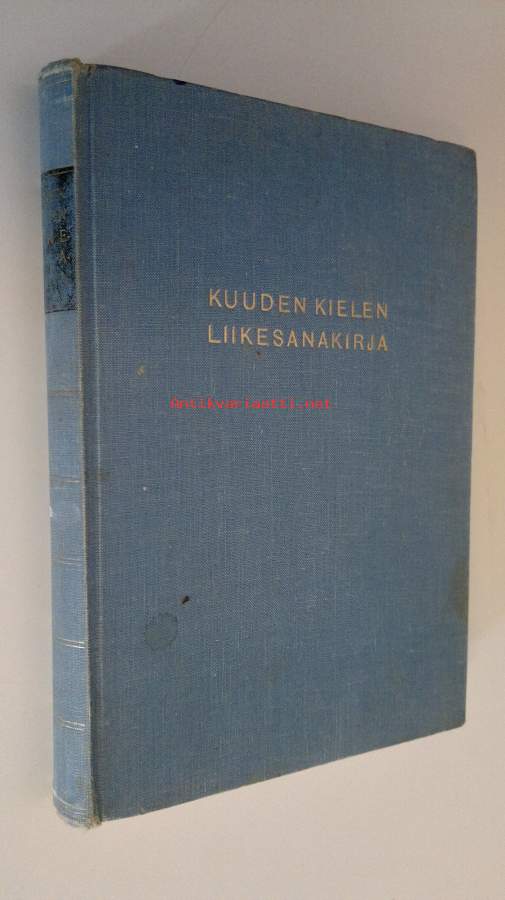 KUUDEN KIELEN
LIIKESANAKIRJA
Antikvariaatti.net